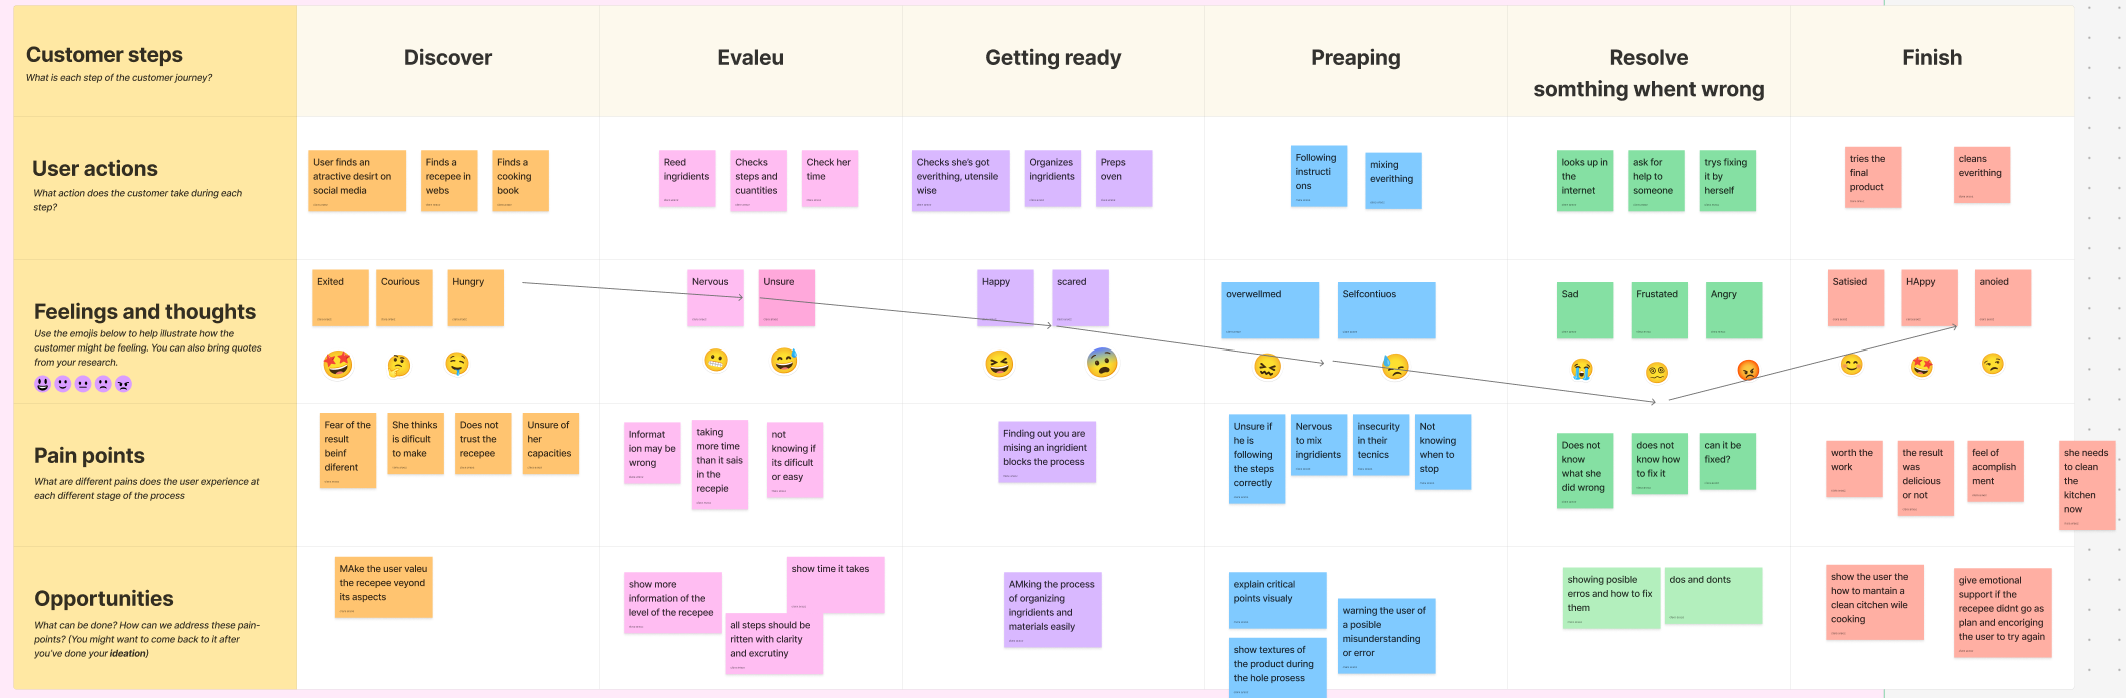 Customer steps
What is each step of the customer journey?
Discover
Evaleu
Getting ready
Preaping
Resolve
somthing whent wrong
Finish
User actions
What action does the customer take during each
step?
User finds an
atractive desirt on
social media
Finds a
recepee in
webs
Finds a
cooking
book
Reed
ingridients
Checks
steps and
cuantities
Check her
time
Checks she's got
everithing, utensile
wise
Organizes
ingridients
Preps
oven
Following
instructi
ons
mixing
everithing
looks up in
the
internet
ask for
help to
someone
trys fixing
it by
herself
tries the
final
product
cleans
everithing
Feelings and thoughts
Use the emojis below to help illustrate how the
customer might be feeling. You can also bring quotes
from your research.
Exited
Courious
Hungry
Nervous
Unsure
Happy
scared
overwellmed
Selfcontiuos
Sad
Frustated
Angry
Satisied
HAppy
anoied
Pain points
What are different pains does the user experience at
each different stage of the process
Fear of the
result
beinf
diferent
She thinks
is dificult
to make
Does not
trust the
recepee
Unsure of
her
capacities
Informat
ion may be
wrong
taking
more time
than it sais
in the
recepie
not
knowing if
its dificult
or easy
Finding out you are
mising an ingridient
blocks the process
Unsure if
he is
following
the steps
correctly
Nervous
to mix
ingridients
insecurity
in their
tecnics
Not
knowing
when to
stop
Does not
know
what she
did wrong
does not
know how
to fix it
can it be
fixed?
worth the
work
the result
was
delicious
or not
feel of
acomplish
ment
she needs
to clean
the
kitchen
now
Opportunities
What can be done? How can we address these pain-
points? (You might want to come back to it after
you've done your ideation)
MAke the user valeu
the recepee veyond
its aspects
show more
information of the
level of the recepee
show time it takes
all steps should be
ritten with clarity
and excrutiny
AMking the process
of organizing
ingridients and
materials easily
explain critical
points visualy
warning the user of
a posible
misunderstanding
or error
show textures of
the product during
the hole prosess
showing posible
erros and how to fix
them
dos and donts
show the user the
how to mantain a
clean citchen wile
cooking
give emotional
support if the
recepee didnt go as
plan and encoriging
the user to try again